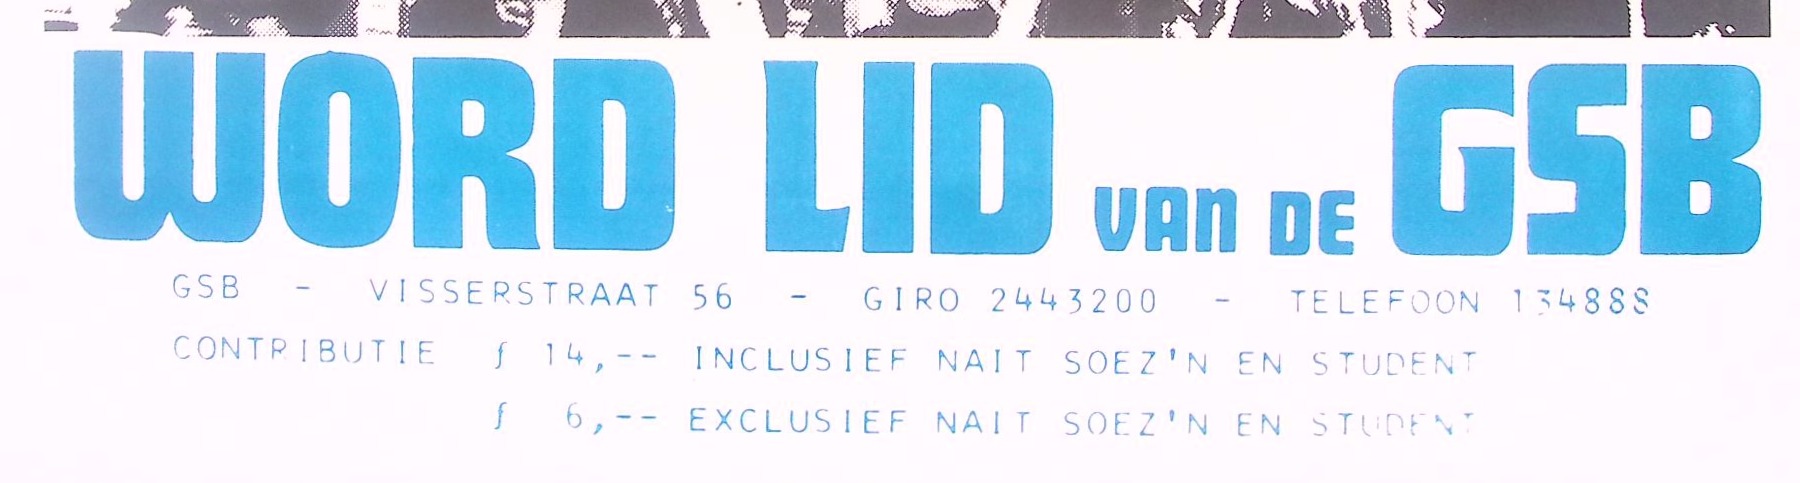 WORD LID VAN DE GSB
GSB - VISSERSTRAAT 56 - GIRO 2443200 - TELEFOON 134888
CONTRIBUTIE ƒ 14,-- INCLUSIEF NAIT SOEZ'N EN STUDENT
ƒ 6,-- EXCLUSIEF NAIT SOEZ'N EN STUDENT